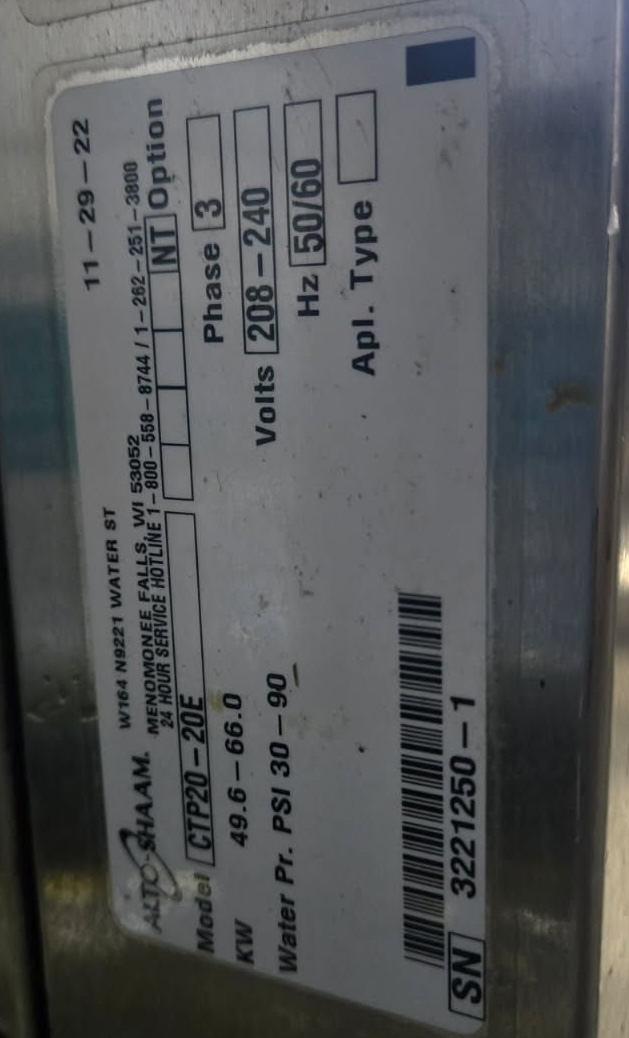 11-29-22
ALTO-SHAAM.
W164 N9221 WATER ST
MENOMONEE FALLS, WI 53052
24 HOUR SERVICE HOTLINE 1-800-558-8744 / 1-262-251-3800
Model CTP20-20E NT Option
KW 49.6-66.0 Phase 3
Water Pr. PSI 30-90 Volts 208-240
Hz 50/60
Apl. Type
SN 3221250-1